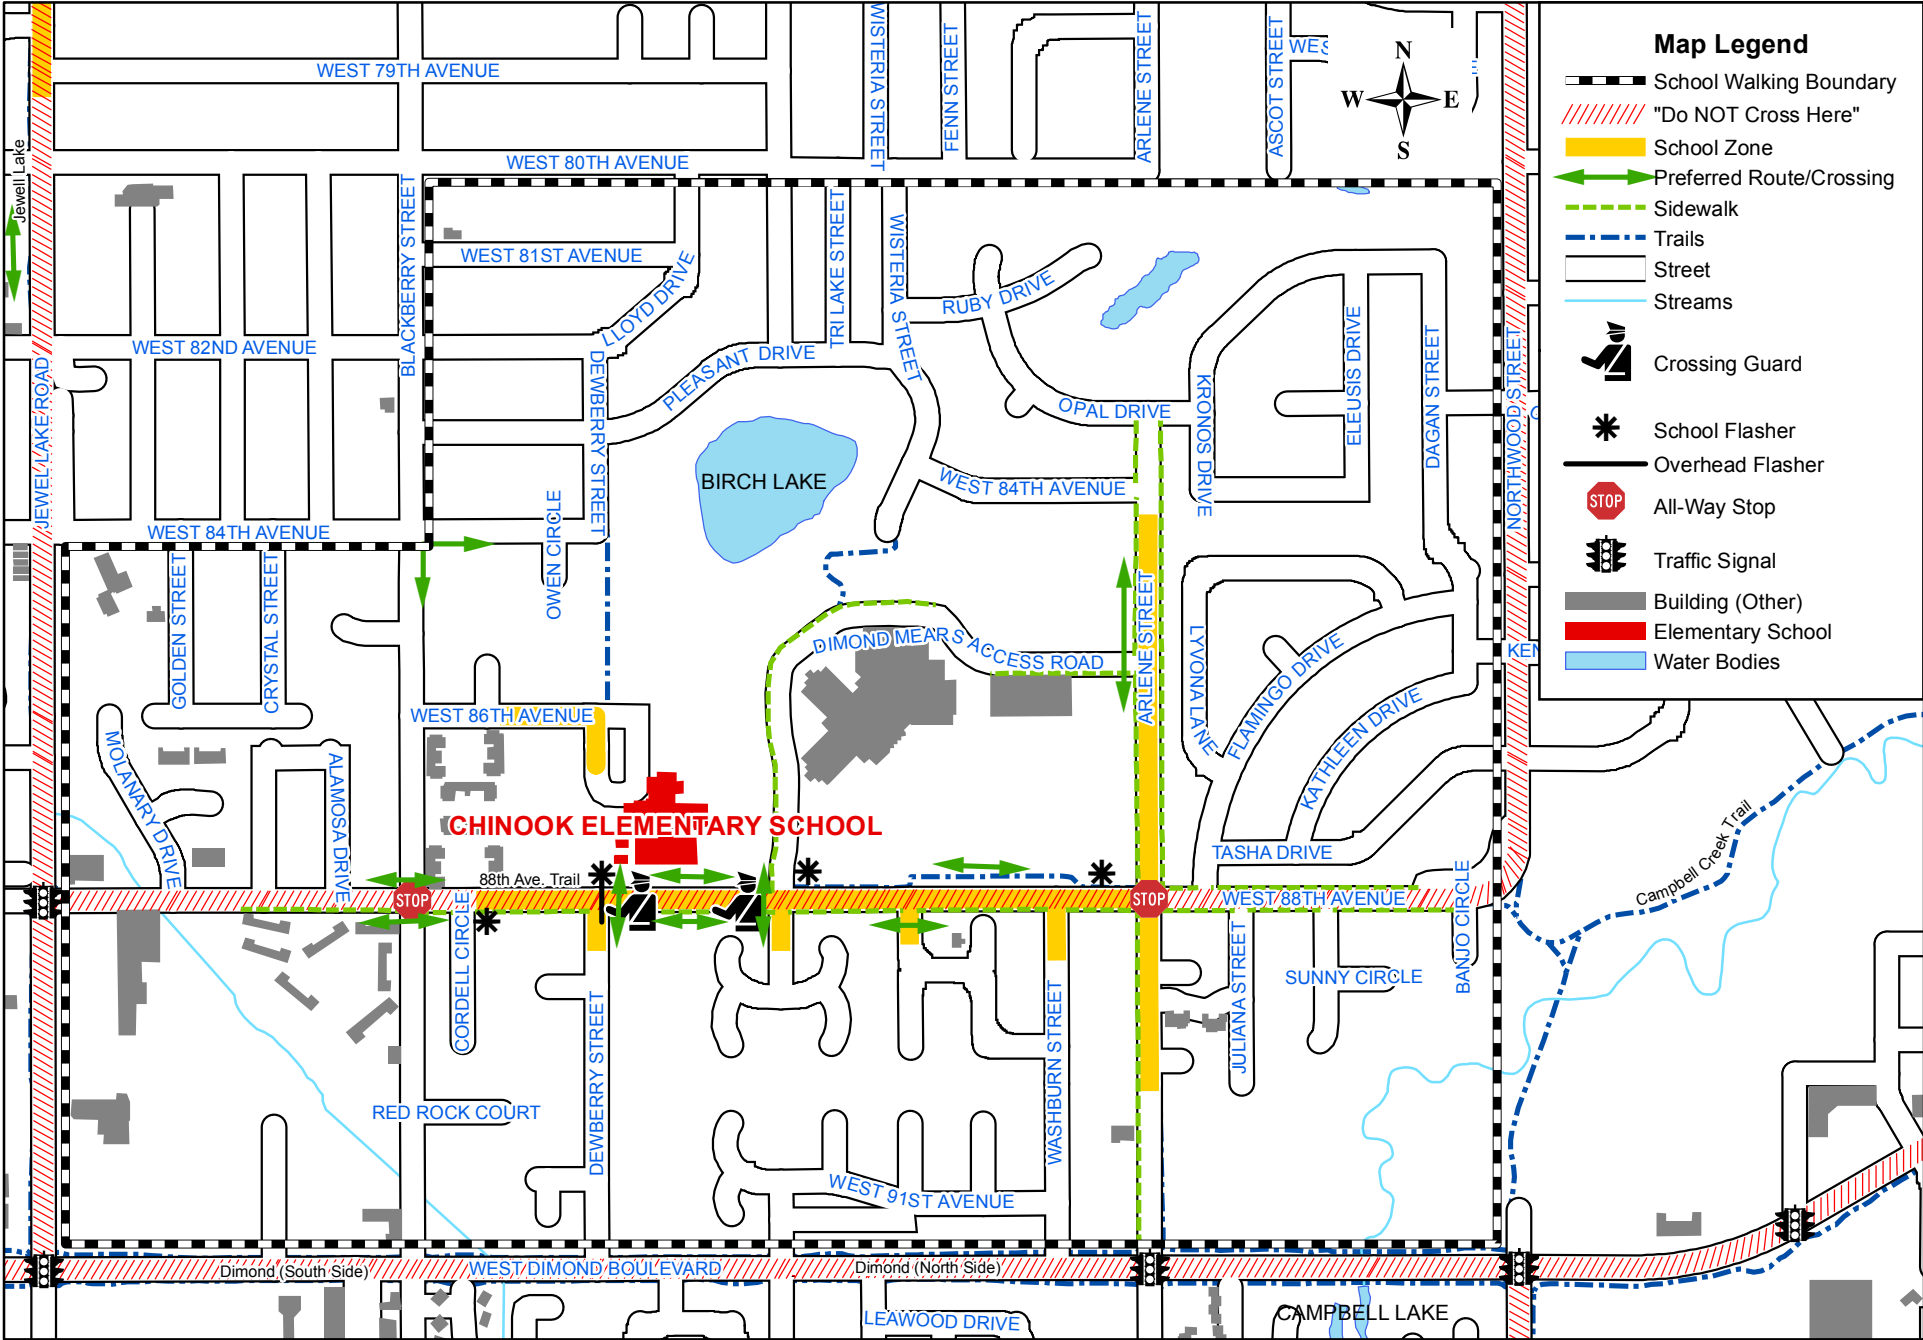 Map Legend
School Walking Boundary
"Do NOT Cross Here"
School Zone
Preferred Route/Crossing
Sidewalk
Trails
Street
Streams
Crossing Guard
School Flasher
Overhead Flasher
STOP
All-Way Stop
Traffic Signal
Building (Other)
Elementary School
Water Bodies
N
W
E
S
WEST 79TH AVENUE
WISTERIA STREET
FENN STREET
ARLENE STREET
ASCOT STREET
WES
WEST 80TH AVENUE
Jewell Lake
BLACKBERRY STREET
WEST 81ST AVENUE
LLOYD DRIVE
TRI LAKE STREET
WISTERIA STREET
RUBY DRIVE
WEST 82ND AVENUE
JEWEL LAKE ROAD
DEWBERRY STREET
PLEASANT DRIVE
OPAL DRIVE
KRONOS DRIVE
ELEUSIS DRIVE
DAGAN STREET
NORTHWOOD STREET
BIRCH LAKE
WEST 84TH AVENUE
WEST 84TH AVENUE
OWEN CIRCLE
GOLDEN STREET
CRYSTAL STREET
ARLENE STREET
DIMOND MEARS ACCESS ROAD
LYVONA LANE
FLAMINGO DRIVE
KATHLEEN DRIVE
KEN
WEST 86TH AVENUE
MOLANARY DRIVE
ALAMOSA DRIVE
CHINOOK ELEMENTARY SCHOOL
TASHA DRIVE
Campbell Creek Trail
88th Ave. Trail
STOP
STOP
WEST 88TH AVENUE
BANJO CIRCLE
CORDELL CIRCLE
JULIANA STREET
SUNNY CIRCLE
DEWBERRY STREET
WASHBURN STREET
RED ROCK COURT
WEST 91ST AVENUE
Dimond (South Side)
WEST DIMOND BOULEVARD
Dimond (North Side)
LEAWOOD DRIVE
CAMPBELL LAKE